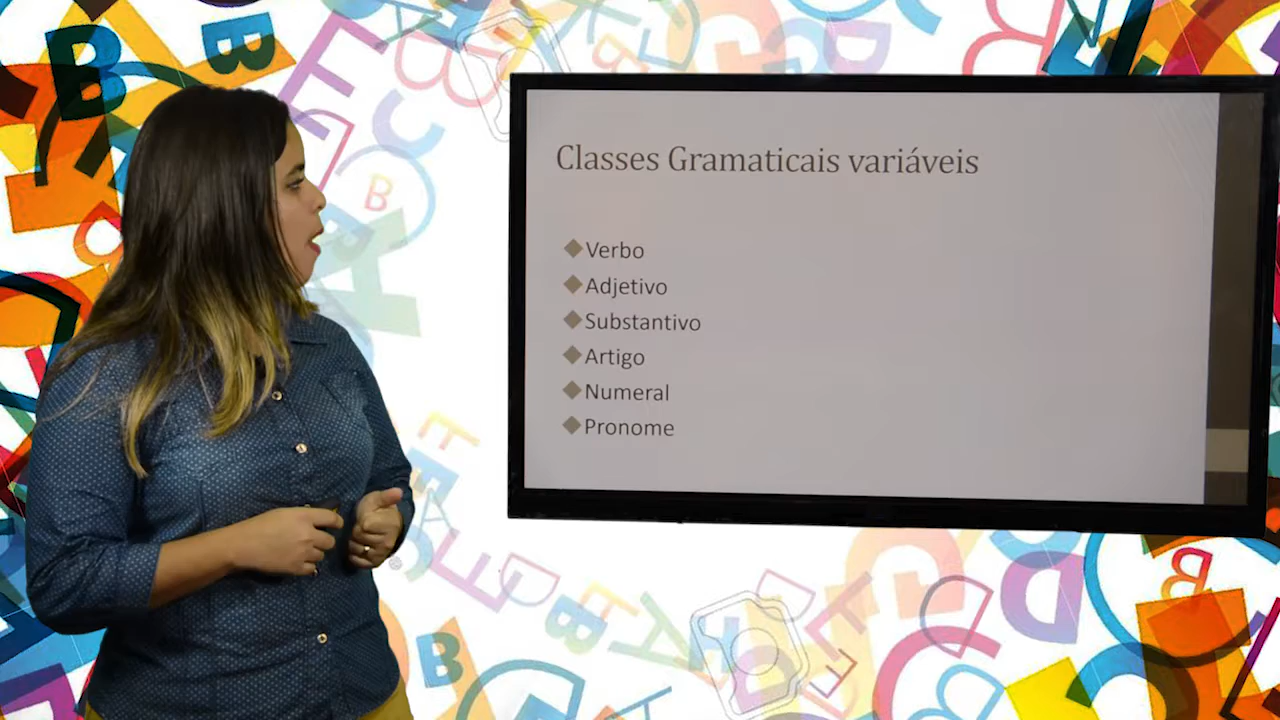 Classes Gramaticais variáveis
Verbo
Adjetivo
Substantivo
Artigo
Numeral
Pronome